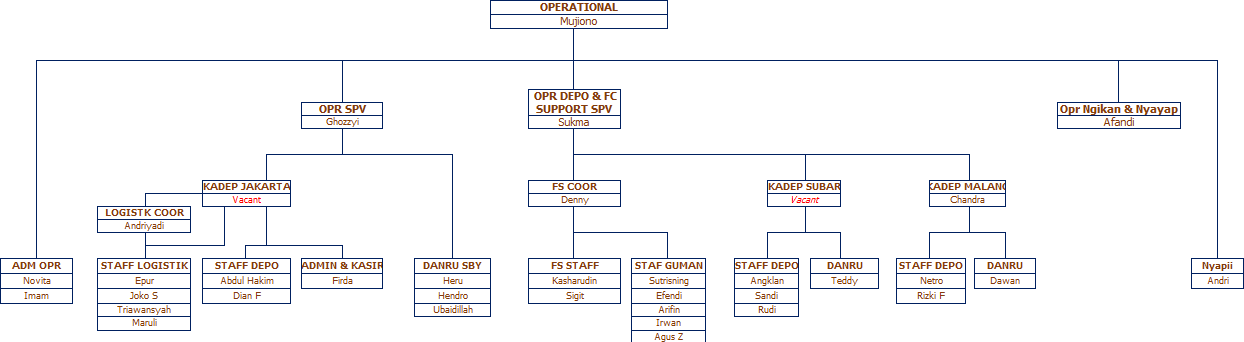 OPERATIONAL
Mujiono
OPR SPV
Ghozzyi
OPR DEPO & FC
SUPPORT SPV
Sukma
Opr Ngikan & Nyayap
Afandi
KADEP JAKARTA
Vacant
FS COOR
Denny
KADEP SUBAR
Vacant
KADEP MALANG
Chandra
LOGISTK COOR
Andriyadi
ADM OPR
Novita
Imam
STAFF LOGISTIK
Epur
Joko S
Triawansyah
Maruli
STAFF DEPO
Abdul Hakim
Dian F
ADMIN & KASIR
Firda
DANRU SBY
Heru
Hendro
Ubaidillah
FS STAFF
Kasharudin
Sigit
STAF GUMAN
Sutrisning
Efendi
Arifin
Irwan
Agus Z
STAFF DEPO
Angklan
Sandi
Rudi
DANRU
Teddy
STAFF DEPO
Netro
Rizki F
DANRU
Dawan
Nyapii
Andri